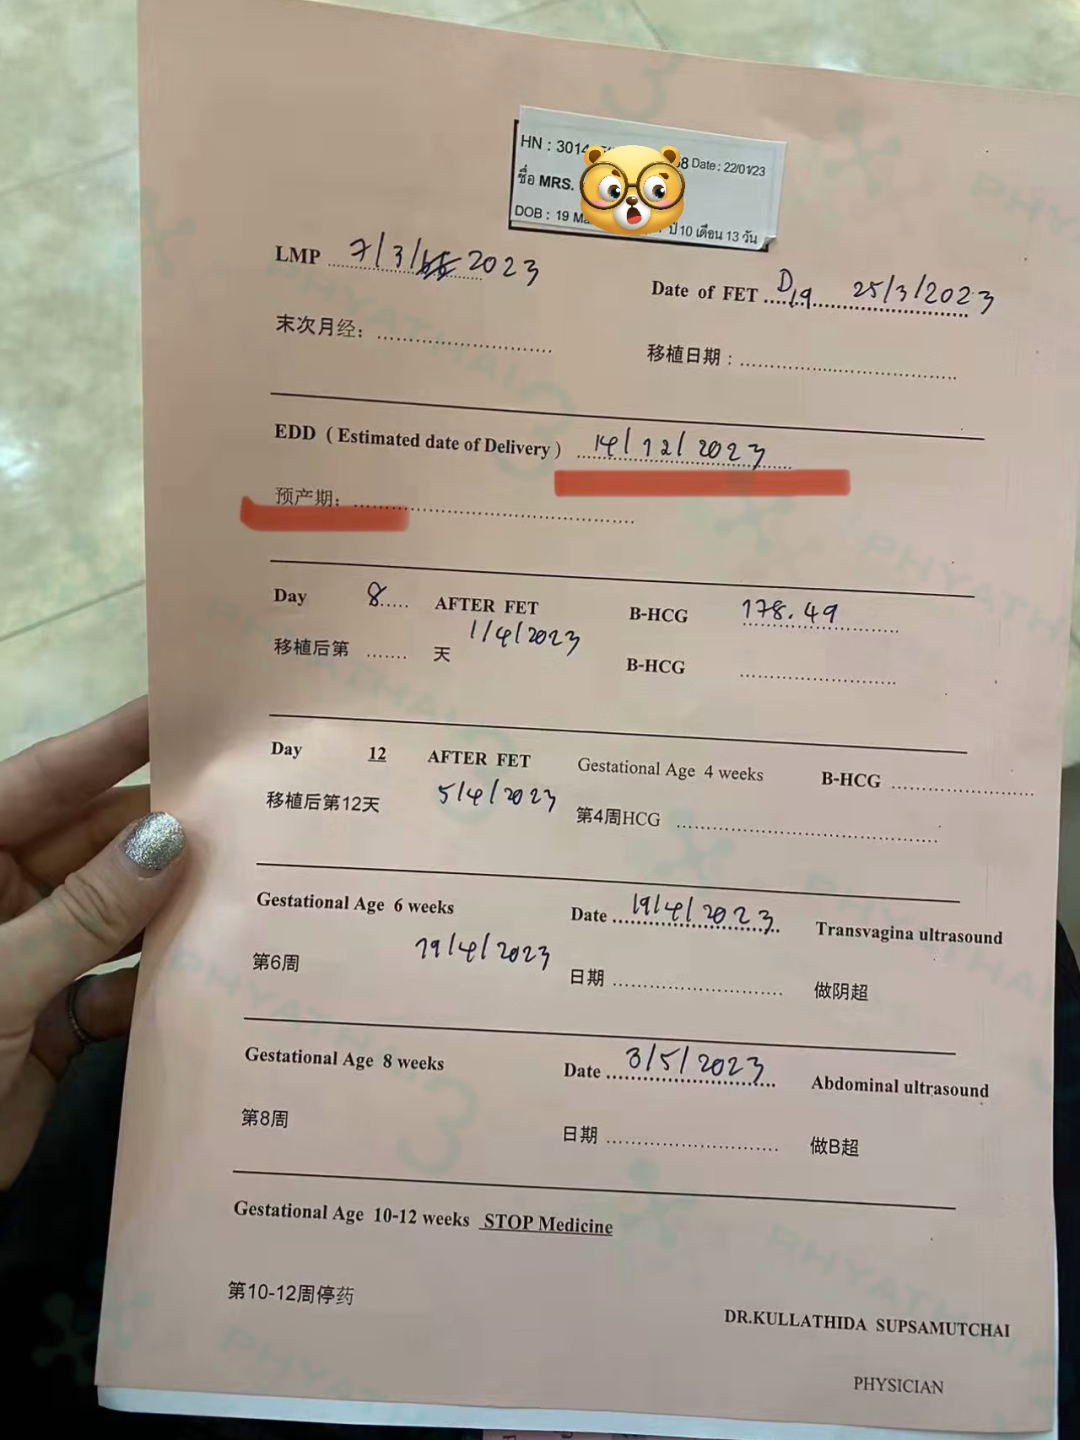 HN : 3014 68 Date : 22/01/23
ชื่อ MRS.
DOB : 19 ปี 10 เดือน 13 วัน
LMP 7/3/ 2023
Date of FET D19 25/3/2023
末次月经:
移植日期:
EDD ( Estimated date of Delivery ) 14/12/2023
预产期:
Day 8 AFTER FET B-HCG 178.49
1/4/2023
移植后第 天 B-HCG
Day 12 AFTER FET Gestational Age 4 weeks B-HCG
5/4/2023
移植后第12天 第4周HCG
Gestational Age 6 weeks Date 19/4/2023 Transvagina ultrasound
19/4/2023
第6周 日期 做阴超
Gestational Age 8 weeks Date 3/5/2023 Abdominal ultrasound
第8周 日期 做B超
Gestational Age 10-12 weeks STOP Medicine
第10-12周停药
DR.KULLATHIDA SUPSAMUTCHAI
PHYSICIAN